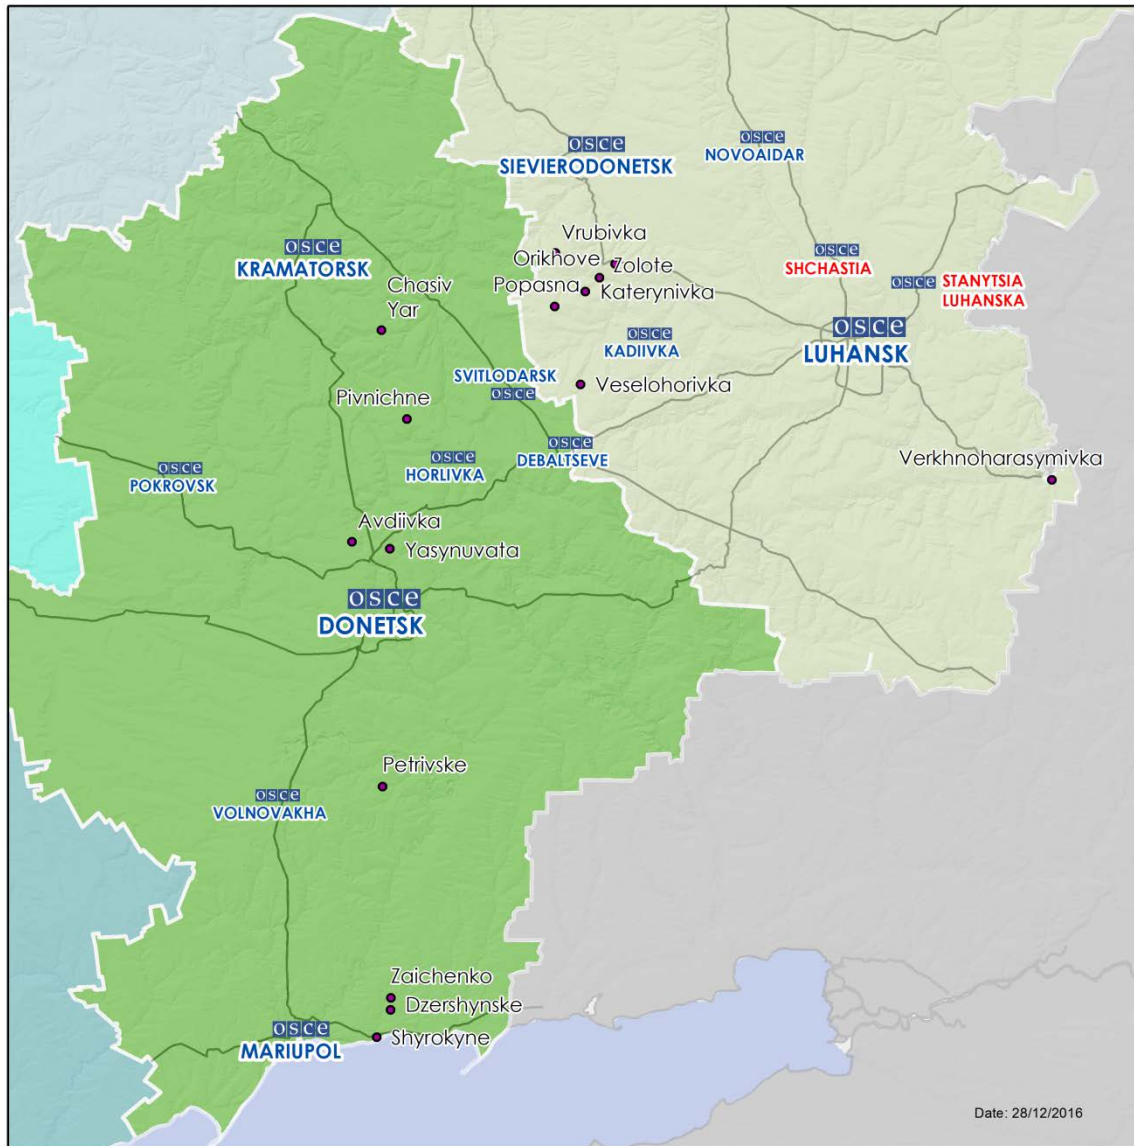 osce
SIEVIERODONETSK
osce
NOVOAIDAR
osce
KRAMATORSK
Vrubivka
Orikhove
Zolote
Popasna
Katerynivka
osce
SHCHASTIA
osce
STANYTSIA
LUHANSKA
Chasiv
Yar
osce
KADIIVKA
osce
LUHANSK
SVITLODARSK
osce
Veselohorivka
Pivnichne
osce
POKROVSK
osce
HORLIVKA
osce
DEBALTSEVE
Verkhnoharasymivka
Avdiivka
Yasynuvata
osce
DONETSK
Petrivske
osce
VOLNOVAKHA
Zaichenko
Dzershynske
osce
MARIUPOL
Shyrokyne
Date: 28/12/2016